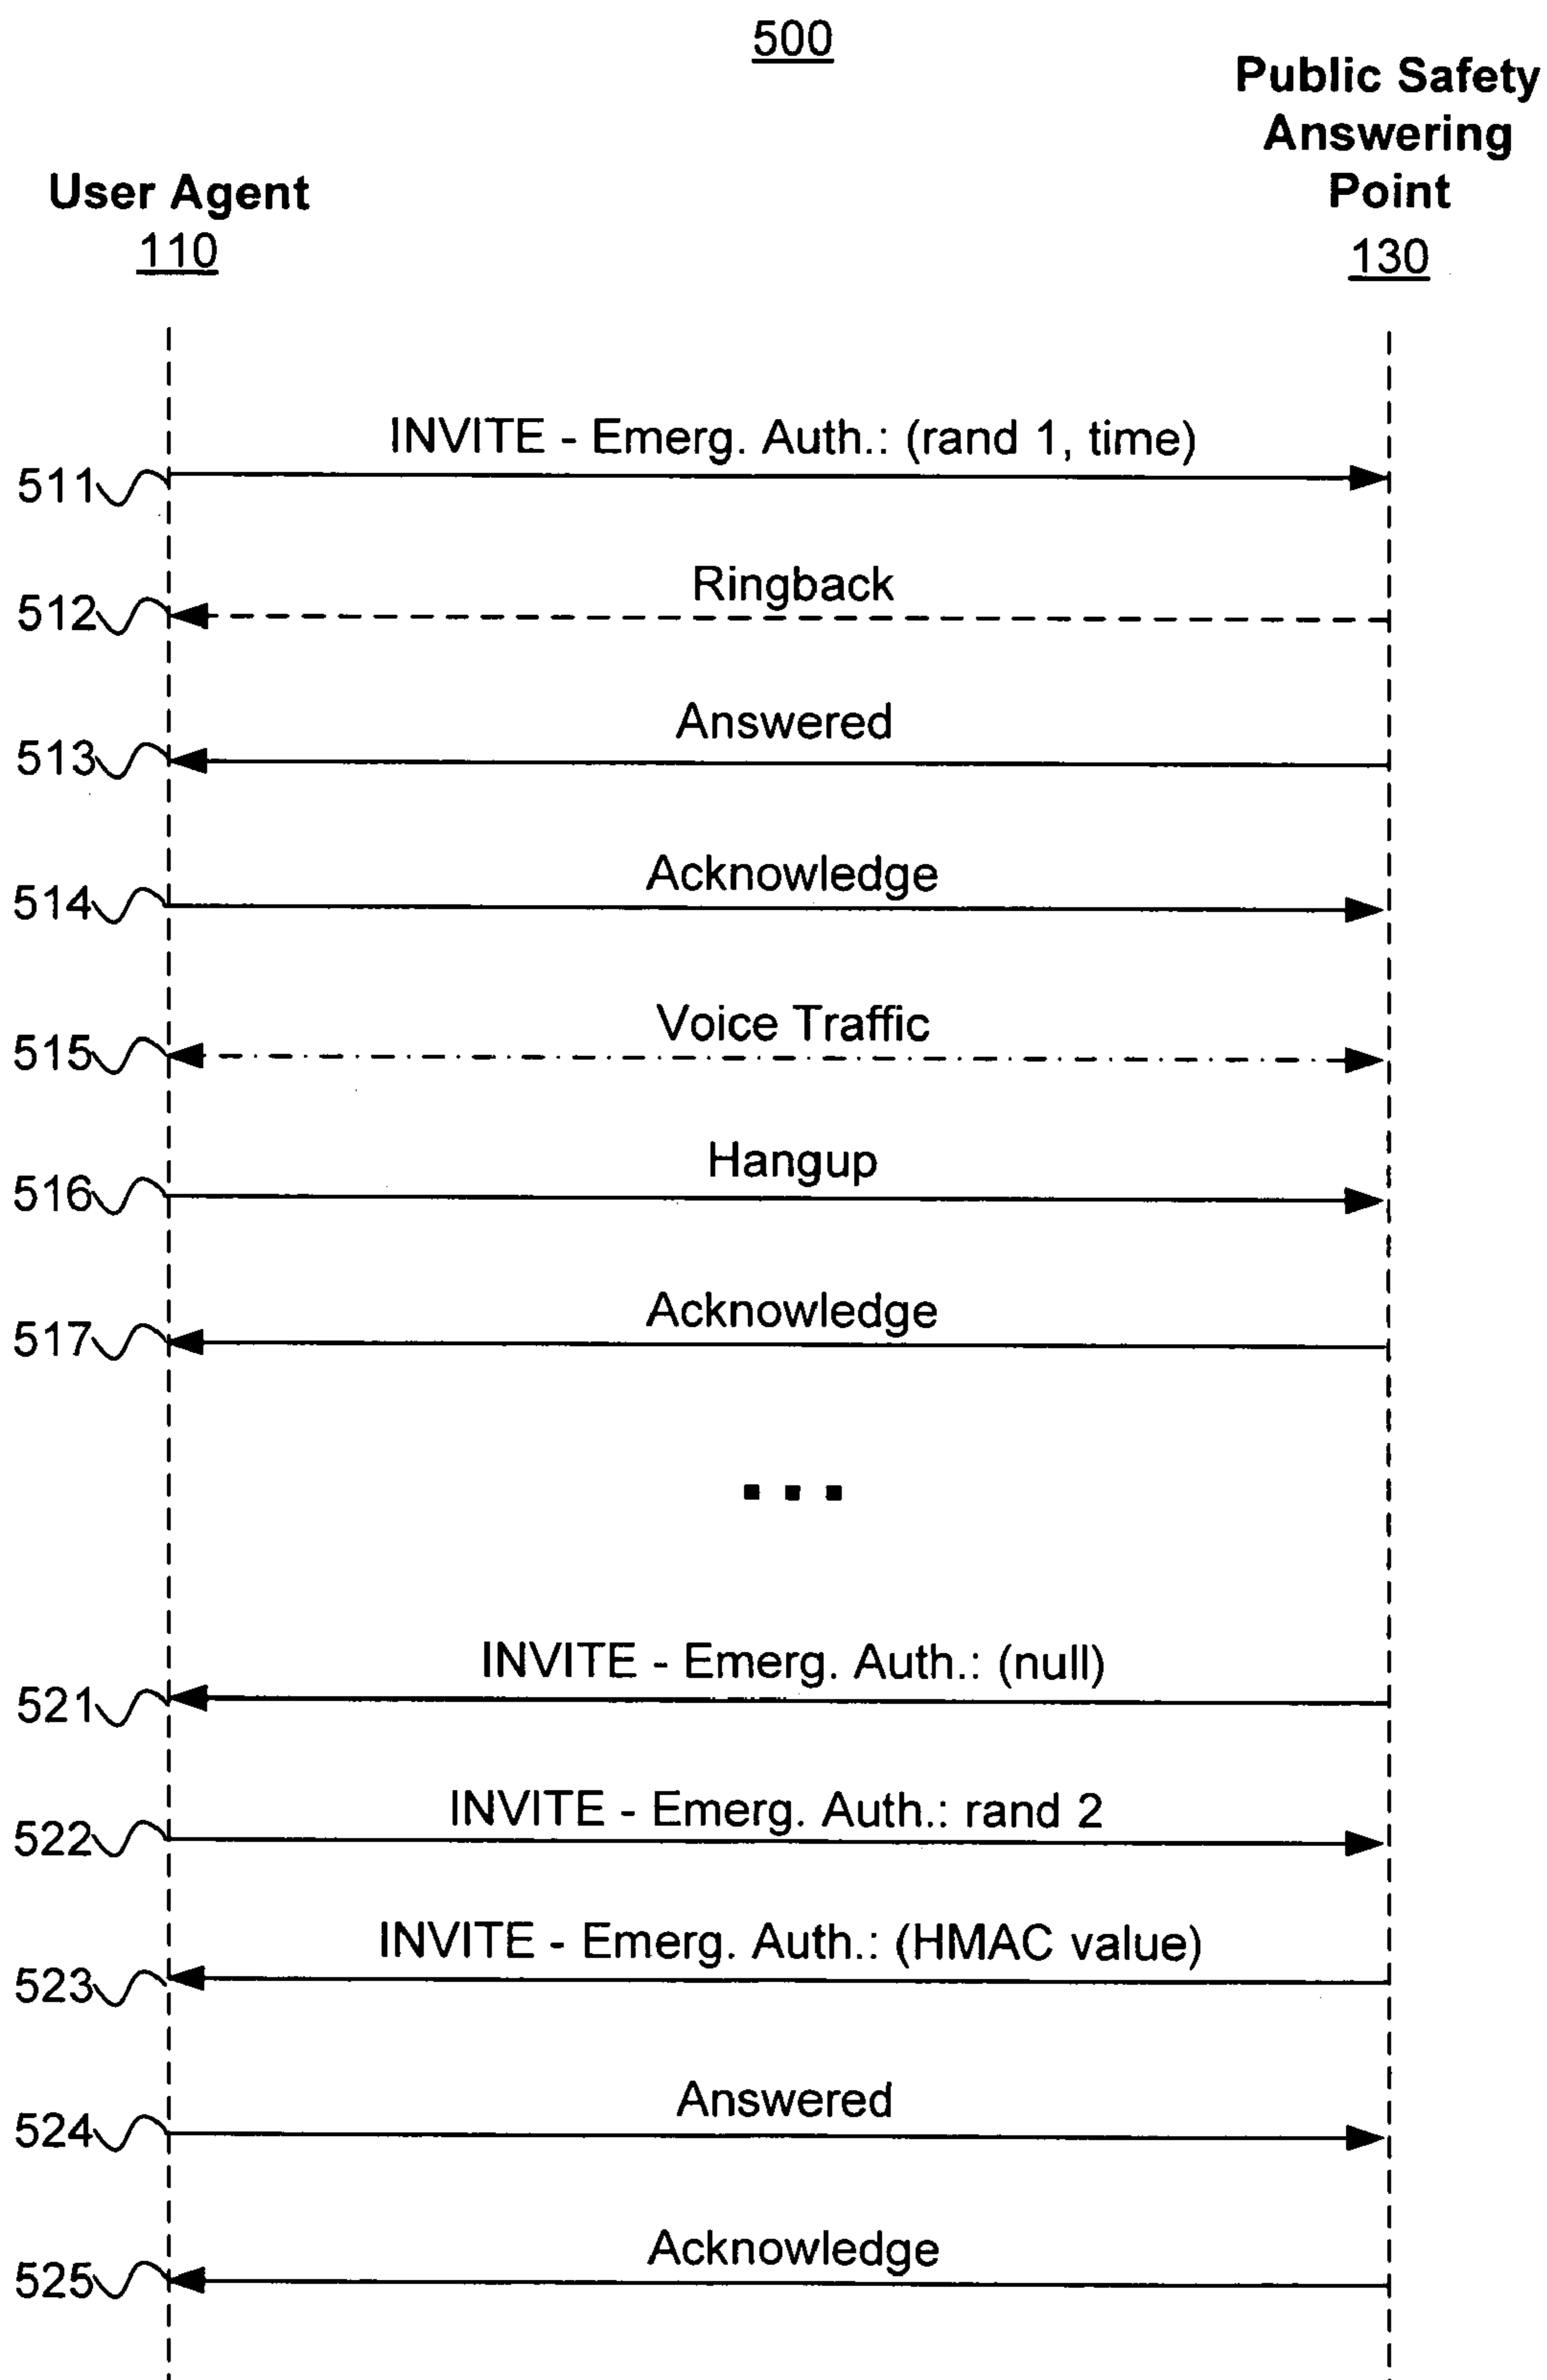 500
Public Safety
Answering
Point
130
User Agent
110
INVITE - Emerg. Auth.: (rand 1, time)
511
Ringback
512
Answered
513
Acknowledge
514
Voice Traffic
515
Hangup
516
Acknowledge
517
INVITE - Emerg. Auth.: (null)
521
INVITE - Emerg. Auth.: rand 2
522
INVITE - Emerg. Auth.: (HMAC value)
523
Answered
524
Acknowledge
525